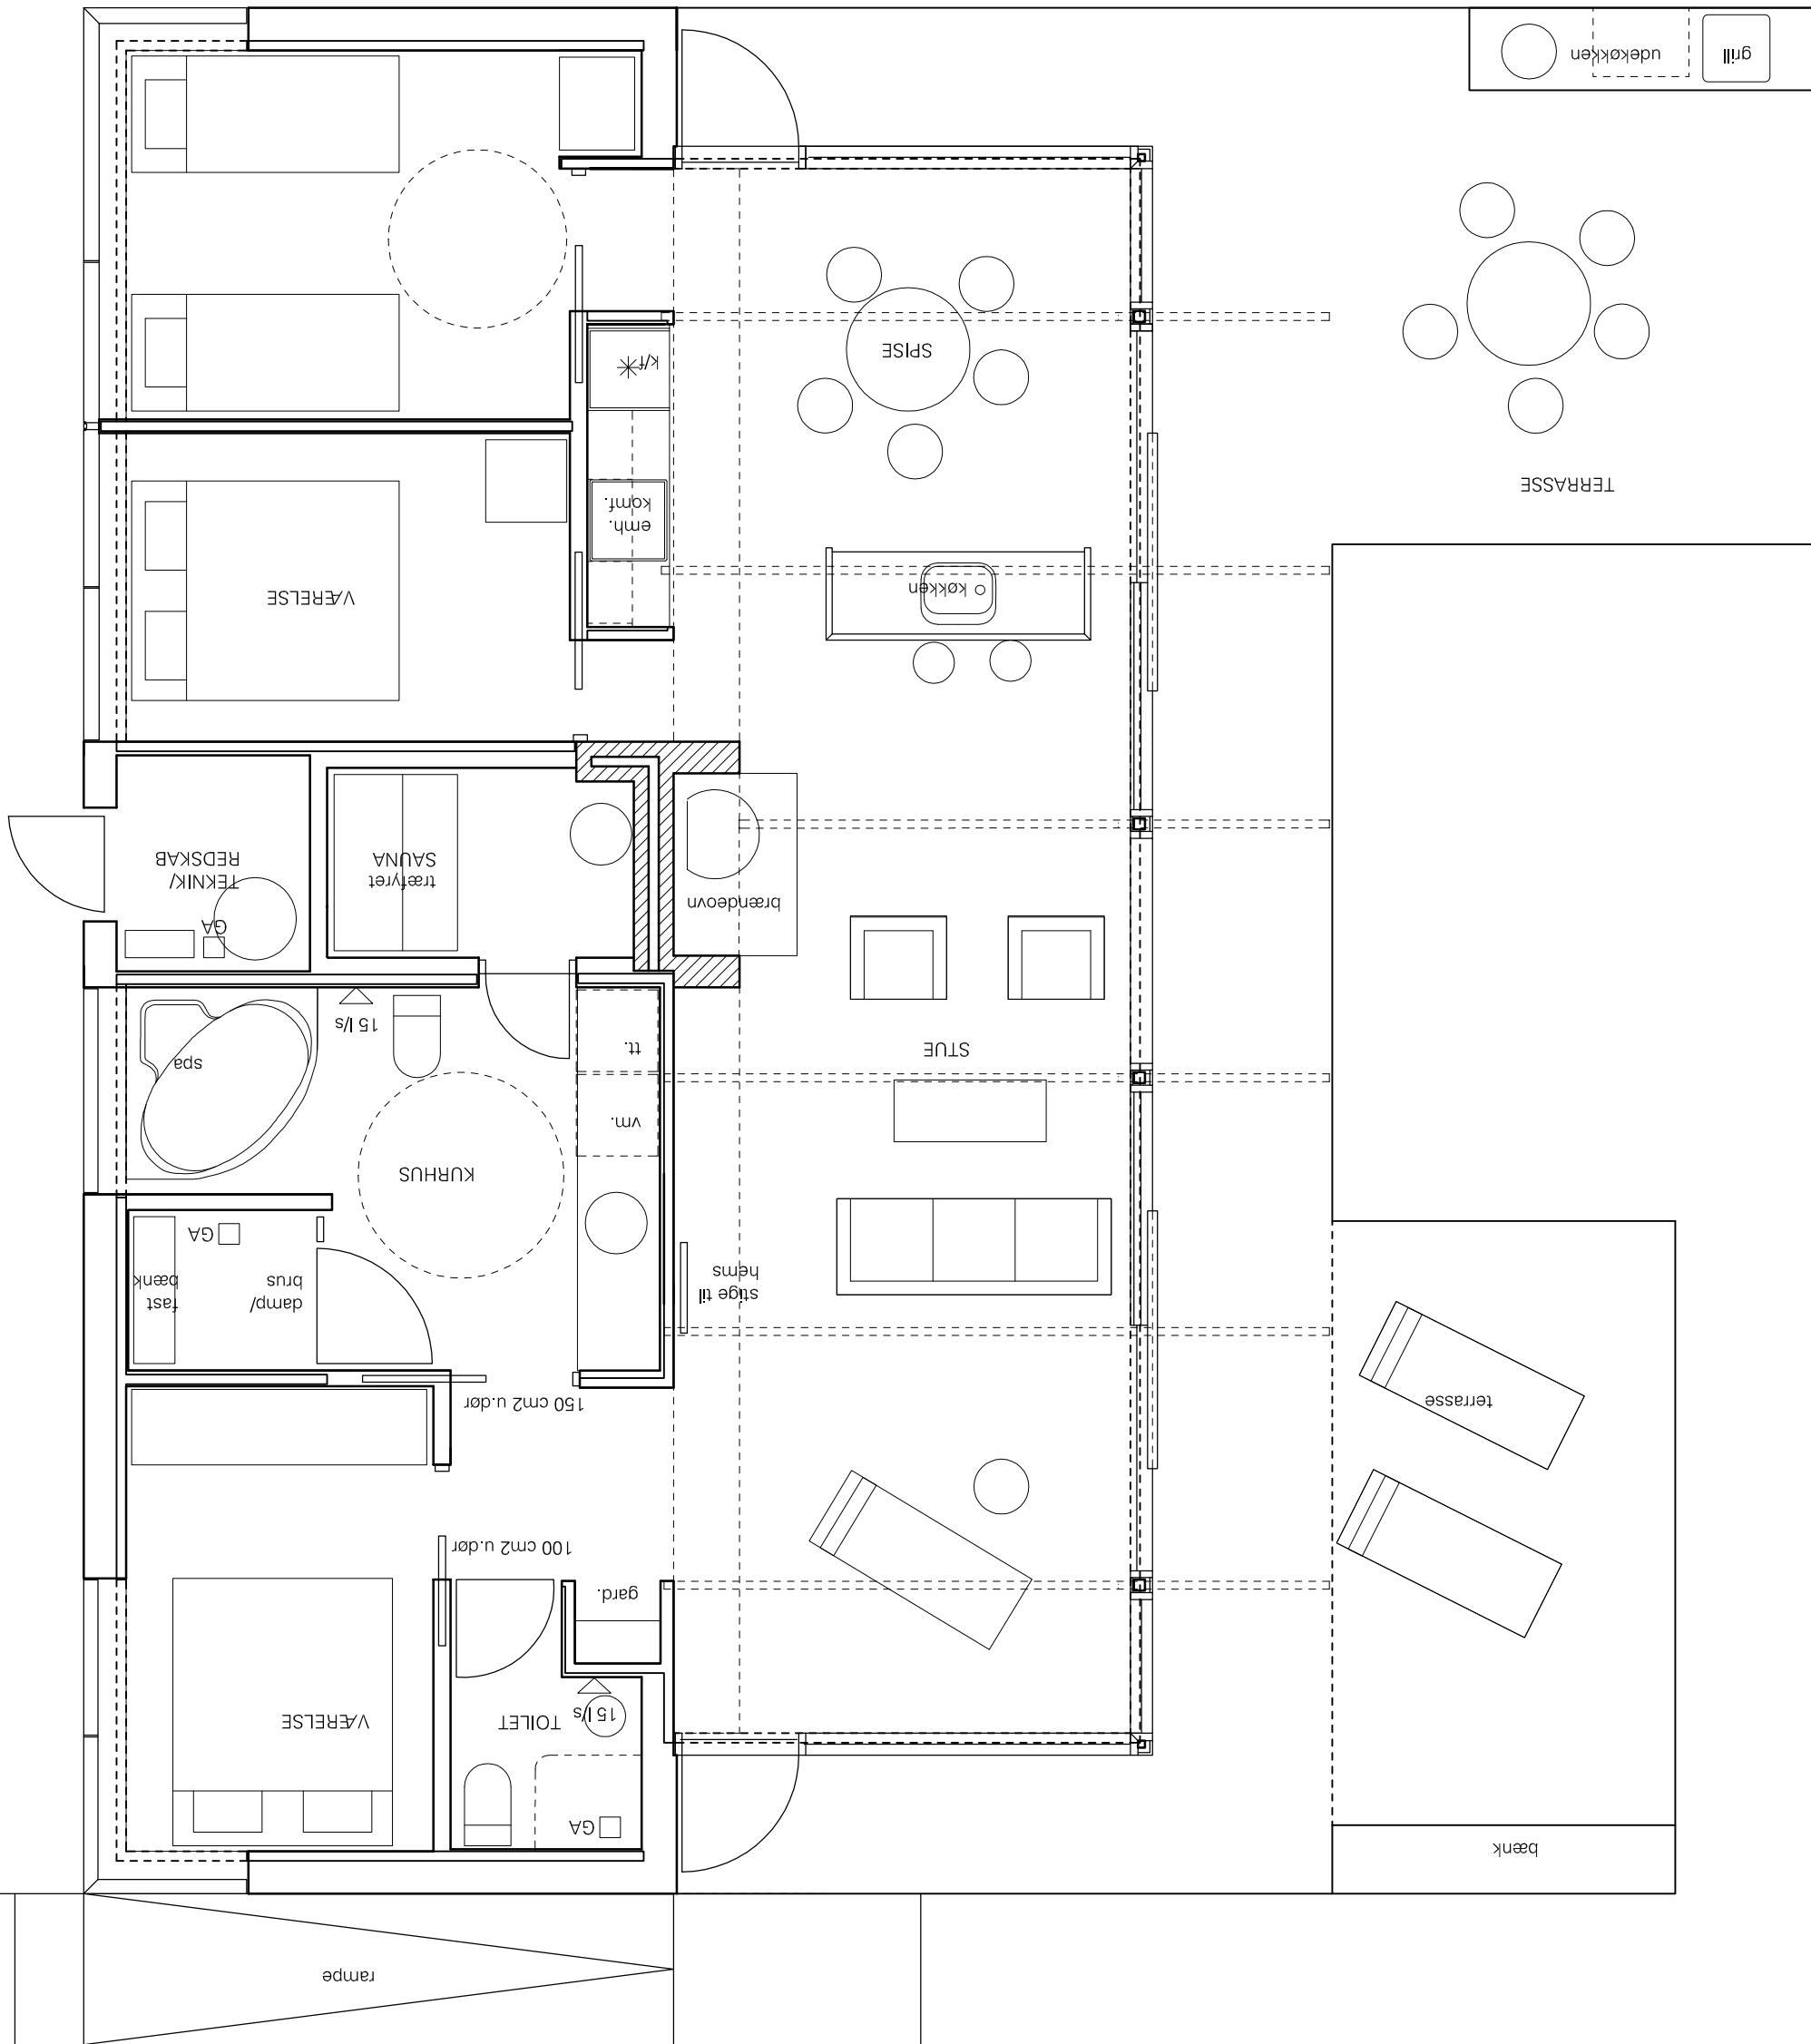 rampe
bænk
GA
TOILET
15 l/s
VÆRELSE
gard.
100 cm2 u.dør
150 cm2 u.dør
terrasse
stige til
hems
damp/
brus
fast
bænk
GA
KURHUS
vm.
tt.
STUE
spa
15 l/s
GA
brændeovn
træfyret
SAUNA
TEKNIK/
REDSKAB
køkken
VÆRELSE
emh.
komf.
TERRASSE
k/f
SPISE
grill
udekøkken